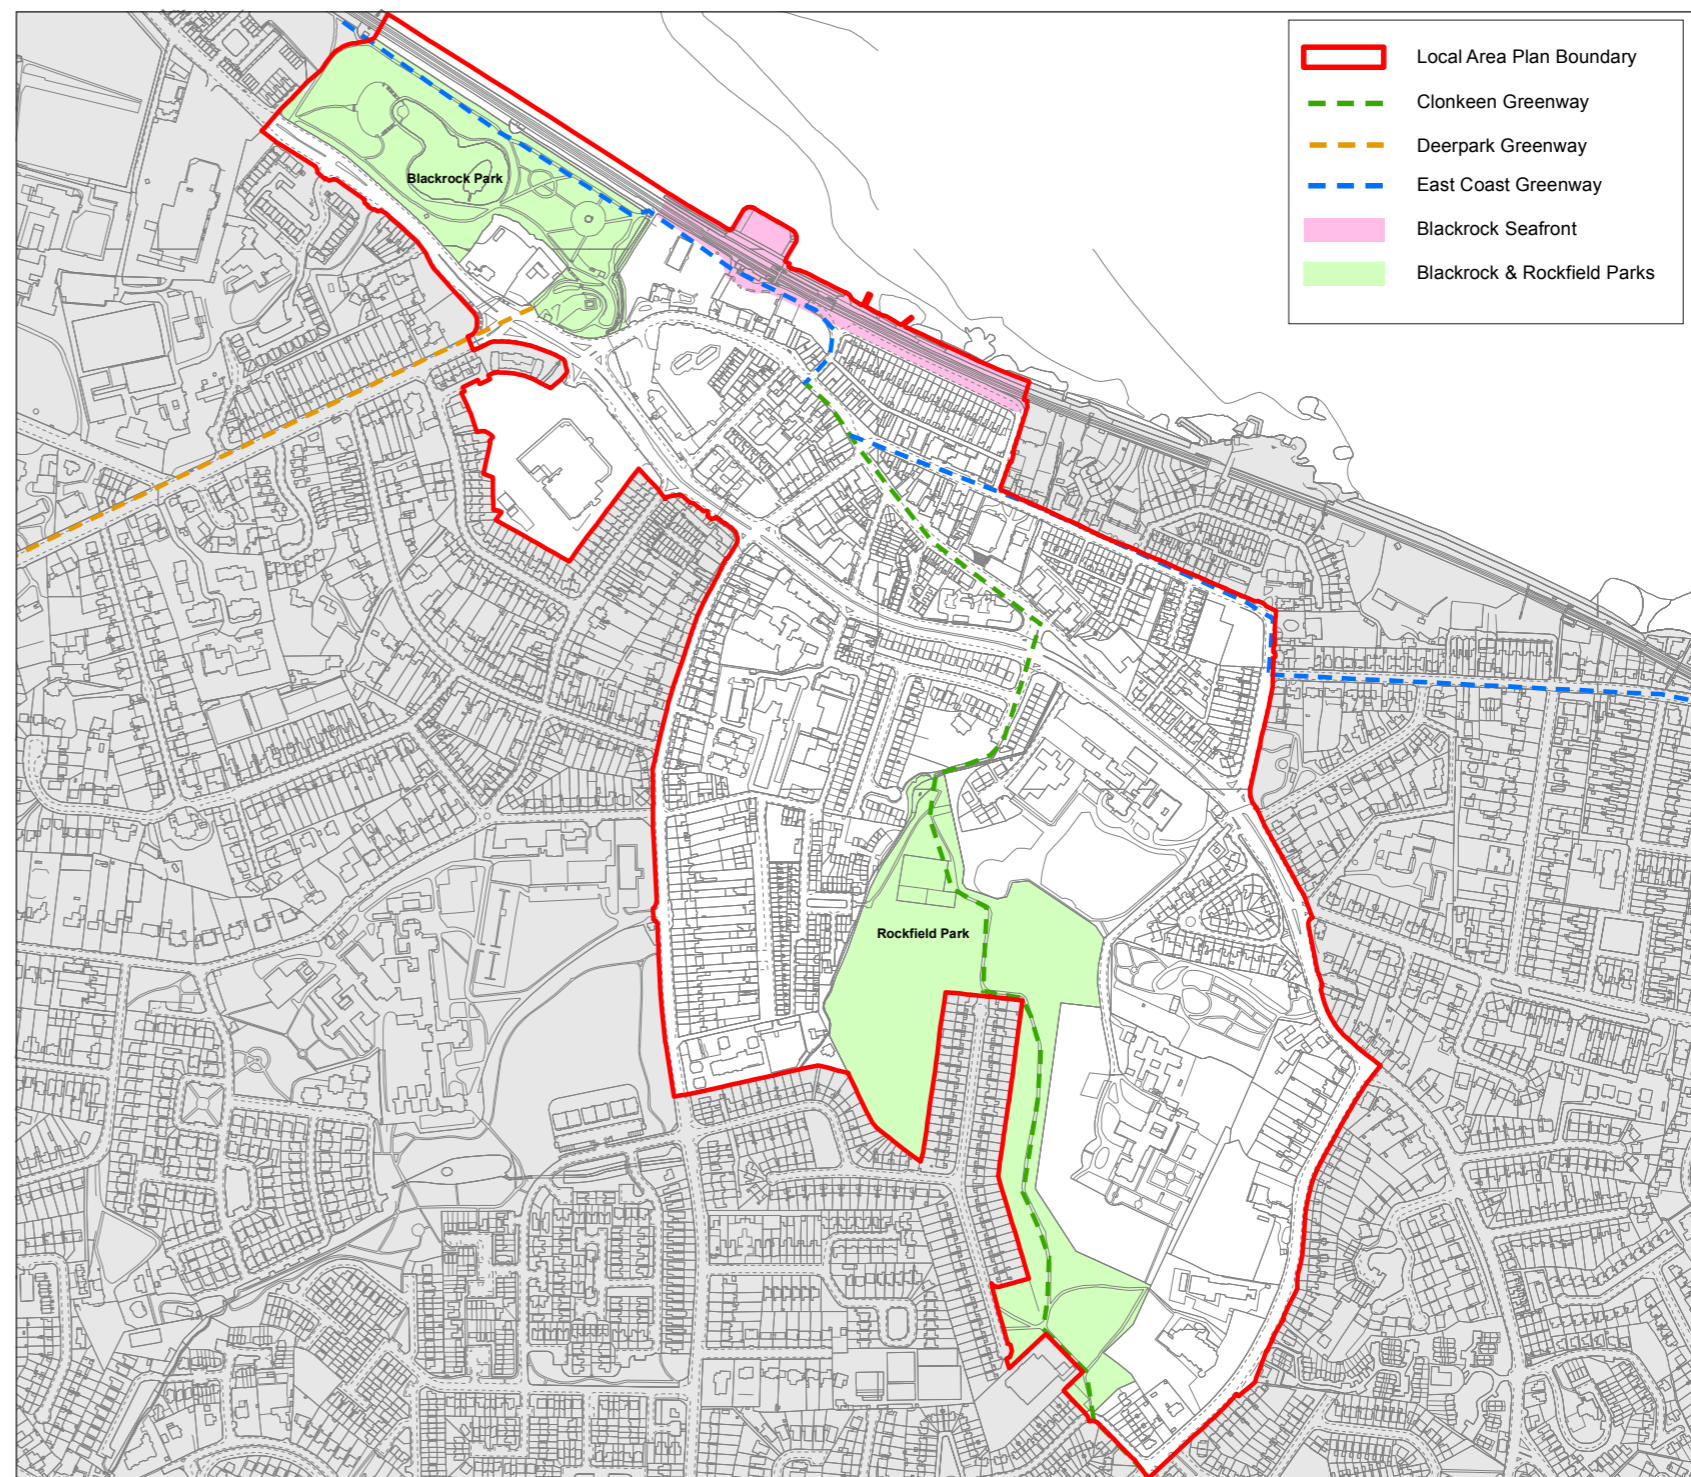 Local Area Plan Boundary
Clonkeen Greenway
Deerpark Greenway
East Coast Greenway
Blackrock Seafront
Blackrock & Rockfield Parks
Blackrock Park
Rockfield Park